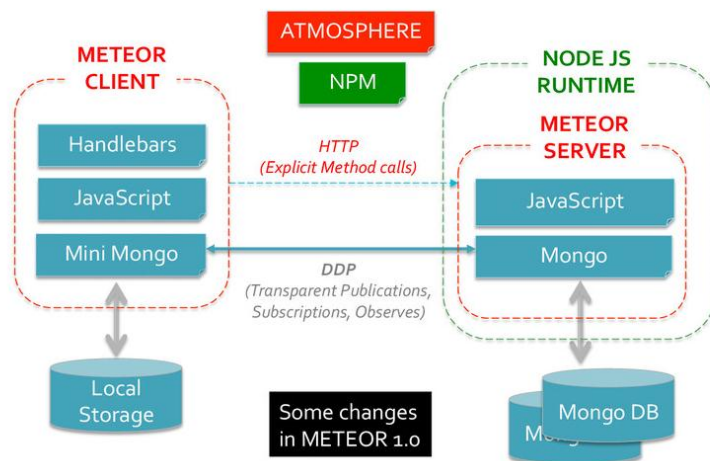 ATMOSPHERE
NPM
METEOR
CLIENT
Handlebars
JavaScript
Mini Mongo
Local
Storage
HTTP
(Explicit Method calls)
DDP
(Transparent Publications,
Subscriptions, Observes)
NODE JS
RUNTIME
METEOR
SERVER
JavaScript
Mongo
Mongo DB
Some changes
in METEOR 1.0